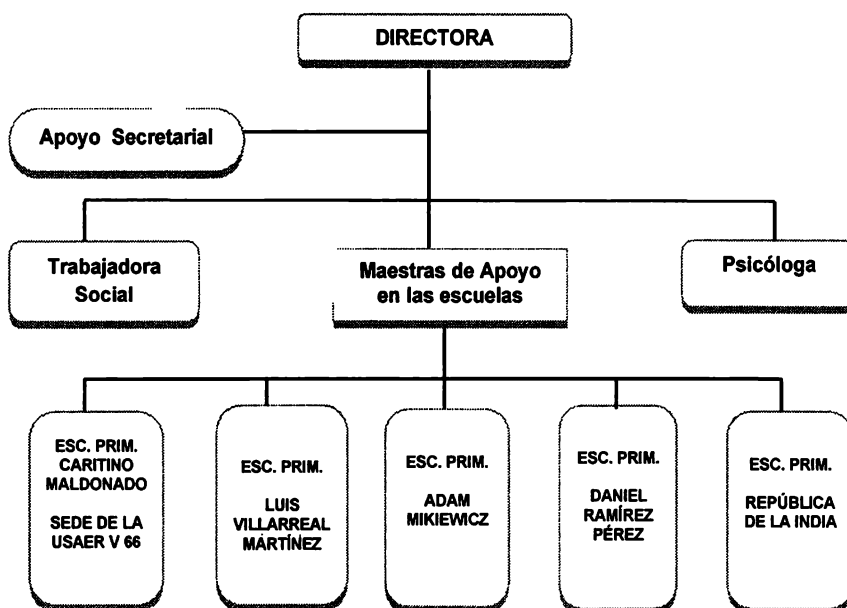 DIRECTORA
Apoyo Secretarial
Trabajadora
Social
Maestras de Apoyo
en las escuelas
Psicóloga
ESC. PRIM.
CARITINO
MALDONADO
SEDE DE LA
USAER V 66
ESC. PRIM.
LUIS
VILLARREAL
MARTÍNEZ
ESC. PRIM.
ADAM
MIKIEWICZ
ESC. PRIM.
DANIEL
RAMÍREZ
PÉREZ
ESC. PRIM.
REPÚBLICA
DE LA INDIA